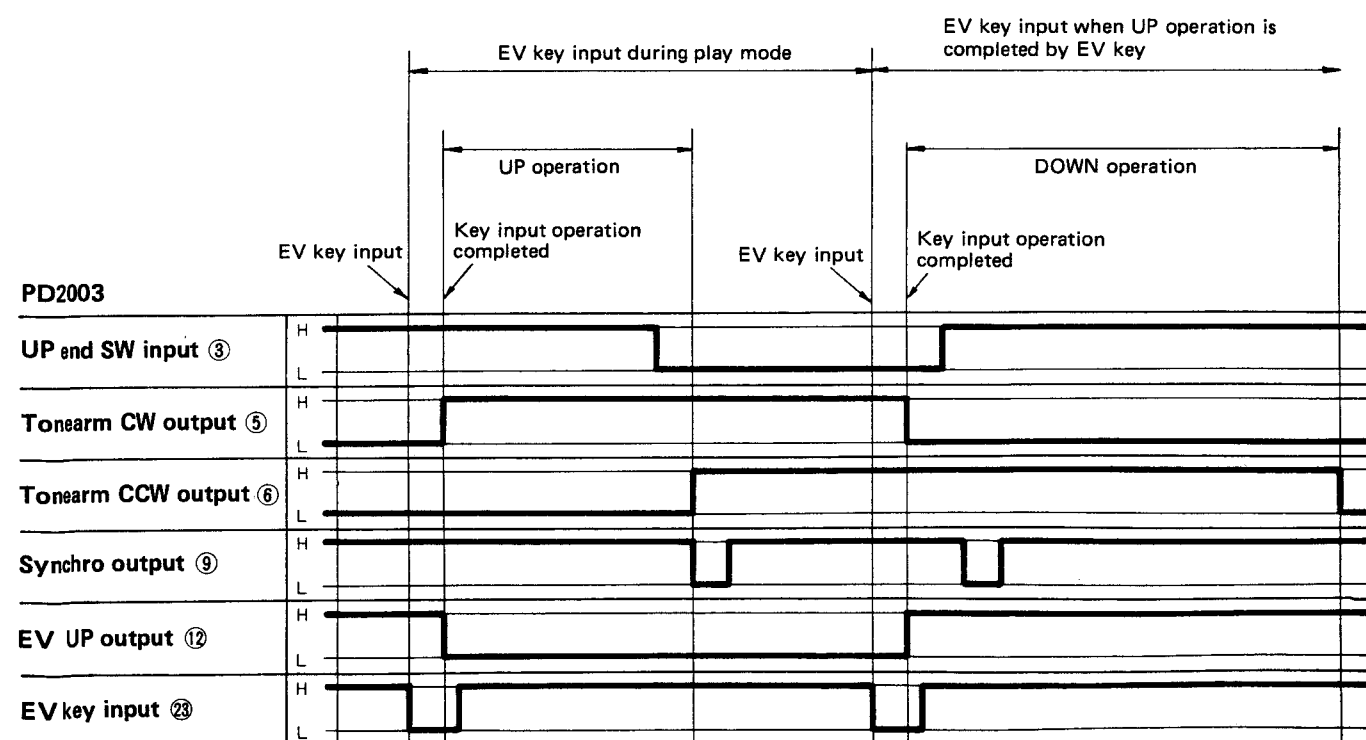 EV key input when UP operation is
completed by EV key
EV key input during play mode
UP operation
DOWN operation
EV key input
Key input operation
completed
EV key input
Key input operation
completed
PD2003
UP end SW input ③
H
L
Tonearm CW output ⑤
H
L
Tonearm CCW output ⑥
H
L
Synchro output ⑨
H
L
EV UP output ⑫
H
L
EV key input ㉓
H
L